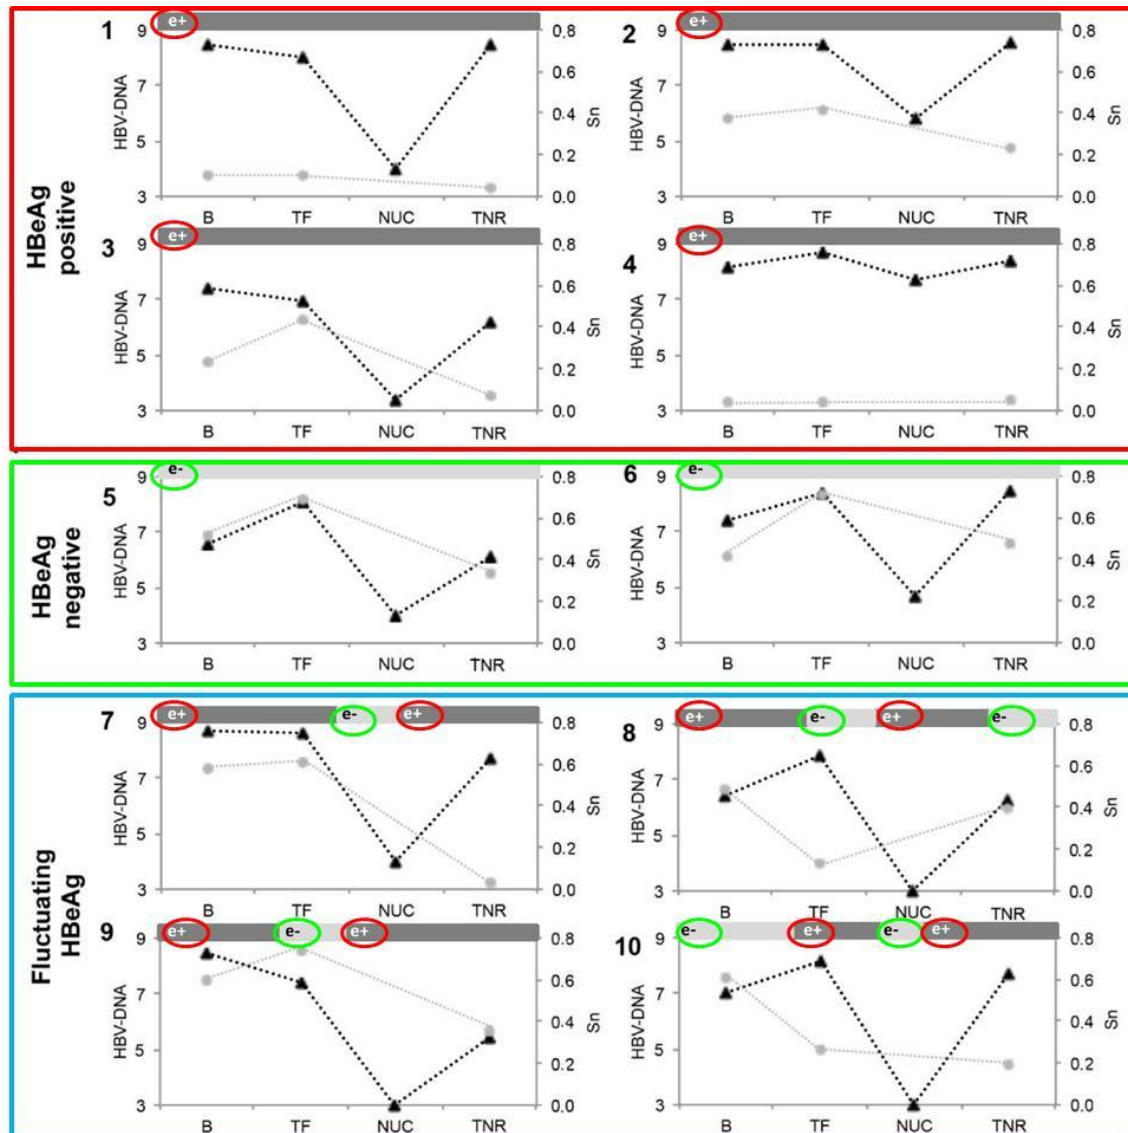 HBeAg
positive
1
e+
9
7
5
3
HBV-DNA
0.8
0.6
0.4
0.2
0.0
Sn
B TF NUC TNR
2
e+
9
7
5
3
HBV-DNA
0.8
0.6
0.4
0.2
0.0
Sn
B TF NUC TNR
3
e+
9
7
5
3
HBV-DNA
0.8
0.6
0.4
0.2
0.0
Sn
B TF NUC TNR
4
e+
9
7
5
3
HBV-DNA
0.8
0.6
0.4
0.2
0.0
Sn
B TF NUC TNR
HBeAg
negative
5
e-
9
7
5
3
HBV-DNA
0.8
0.6
0.4
0.2
0.0
Sn
B TF NUC TNR
6
e-
9
7
5
3
HBV-DNA
0.8
0.6
0.4
0.2
0.0
Sn
B TF NUC TNR
Fluctuating
HBeAg
7
e+ e- e+
9
7
5
3
HBV-DNA
0.8
0.6
0.4
0.2
0.0
Sn
B TF NUC TNR
8
e+ e- e+ e-
9
7
5
3
HBV-DNA
0.8
0.6
0.4
0.2
0.0
Sn
B TF NUC TNR
9
e+ e- e+
9
7
5
3
HBV-DNA
0.8
0.6
0.4
0.2
0.0
Sn
B TF NUC TNR
10
e- e+ e- e+
9
7
5
3
HBV-DNA
0.8
0.6
0.4
0.2
0.0
Sn
B TF NUC TNR